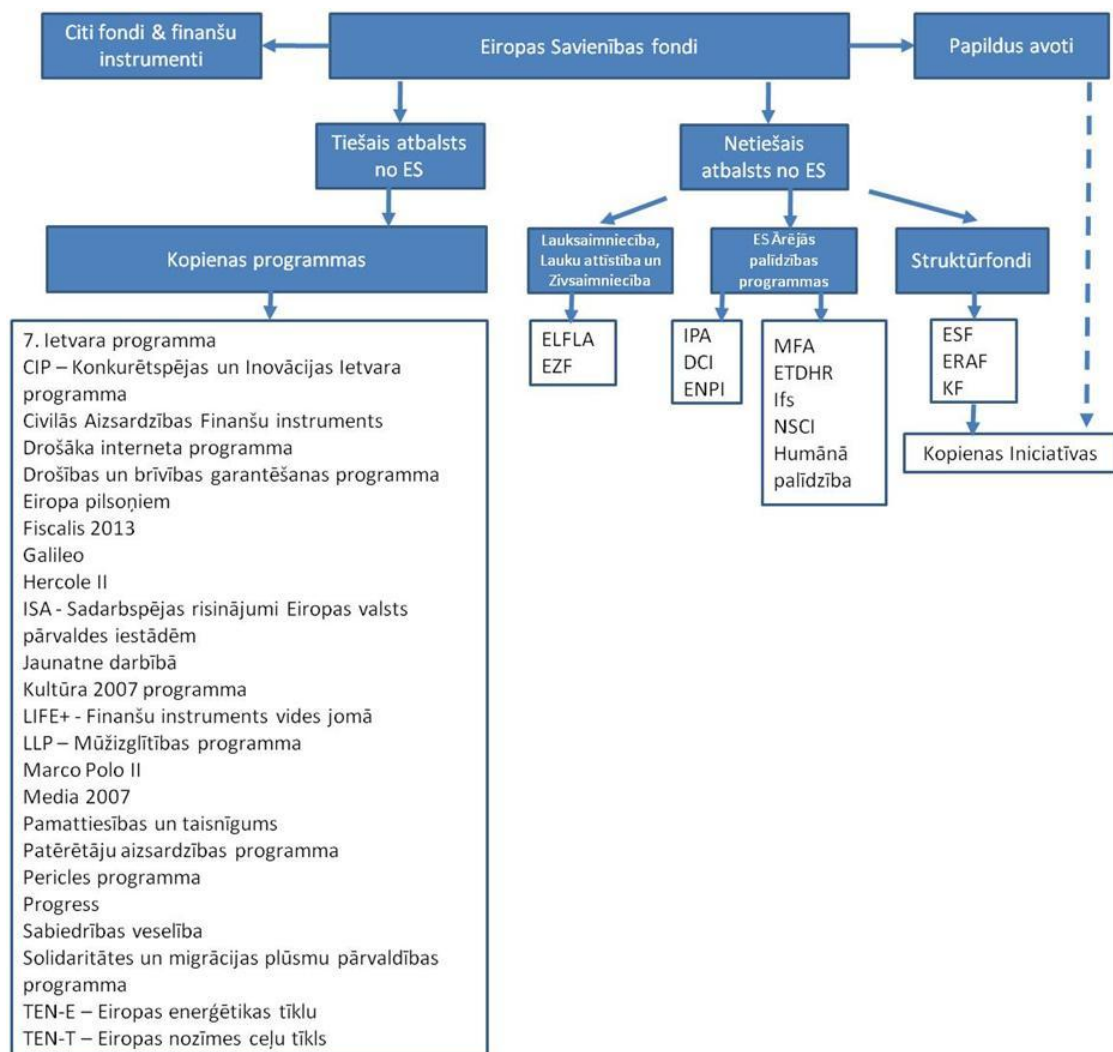 Citi fondi & finanšu
instrumenti
Eiropas Savienības fondi
Papildus avoti
Tiešais atbalsts
no ES
Netiešais
atbalsts no ES
Kopienas programmas
Lauksaimniecība,
Lauku attīstība un
Zivsaimniecība
ES Ārējās
palīdzības
programmas
Struktūrfondi
7. Ietvara programma
CIP – Konkurētspējas un Inovācijas Ietvara
programma
Civilās Aizsardzības Finanšu instruments
Drošāka interneta programma
Drošības un brīvības garantēšanas programma
Eiropa pilsoņiem
Fiscalis 2013
Galileo
Hercole II
ISA - Sadarbspējas risinājumi Eiropas valsts
pārvaldes iestādēm
Jaunatne darbībā
Kultūra 2007 programma
LIFE+ - Finanšu instruments vides jomā
LLP – Mūžizglītības programma
Marco Polo II
Media 2007
Pamattiesības un taisnīgums
Patērētāju aizsardzības programma
Pericles programma
Progress
Sabiedrības veselība
Solidaritātes un migrācijas plūsmu pārvaldības
programma
TEN-E – Eiropas enerģētikas tīklu
TEN-T – Eiropas nozīmes ceļu tīkls
ELFLA
EZF
IPA
DCI
ENPI
MFA
ETDHR
Ifs
NSCI
Humānā
palīdzība
ESF
ERAF
KF
Kopienas Iniciatīvas